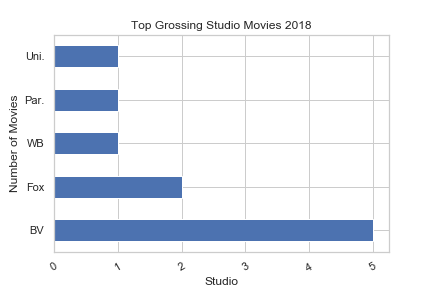 Top Grossing Studio Movies 2018
Number of Movies
Uni.
Par.
WB
Fox
BV
0 1 2 3 4 5
Studio